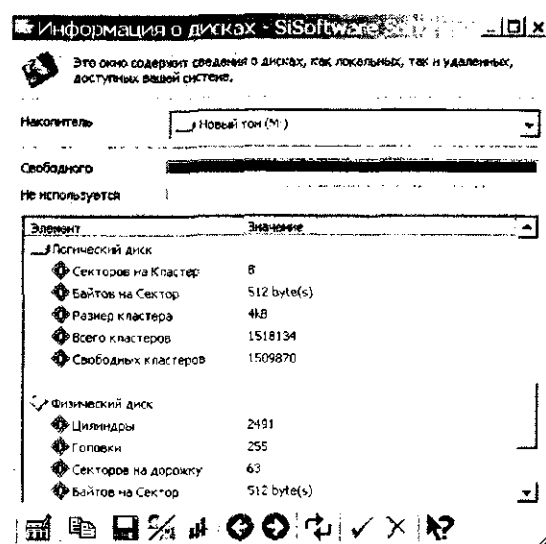 Информация о дисках - SiSoftware
Это окно содержит сведения о дисках, как локальных, так и удаленных,
доступных вашей системе.
Накопитель
Новый том (M:)
Свободного
Не используется
Элемент Значение
Логический диск
Секторов на Кластер 8
Байтов на Сектор 512 byte(s)
Размер кластера 4kB
Всего кластеров 1518134
Свободных кластеров 1509870
Физический диск
Цилиндры 2491
Головки 255
Секторов на дорожку 63
Байтов на Сектор 512 byte(s)